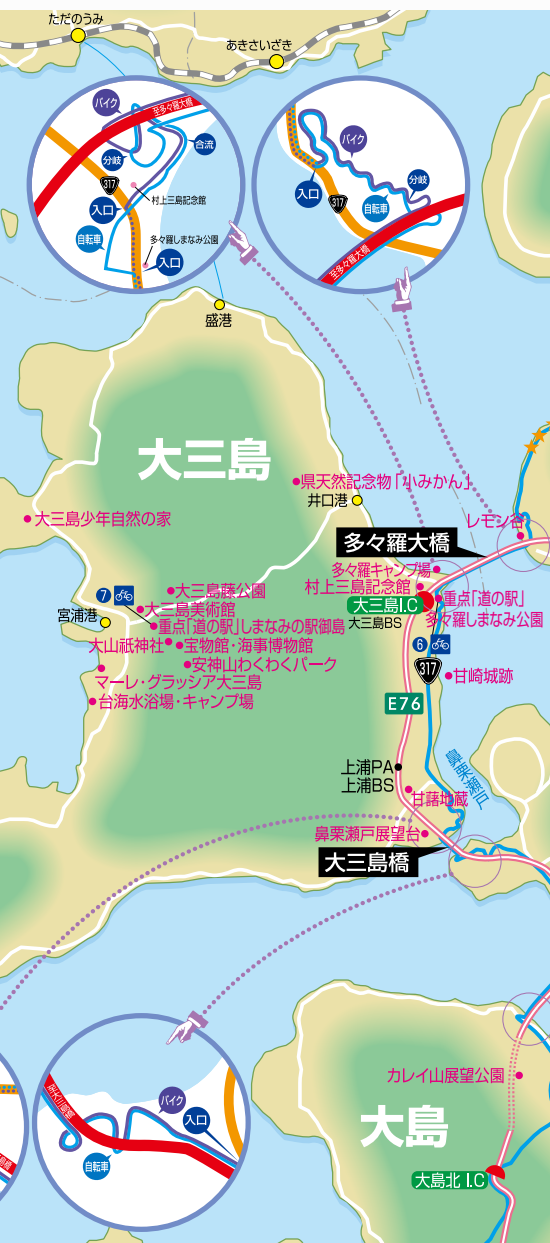 ただのうみ
あきさいざき
バイク
至多々羅大橋
合流
分岐
317
村上三島記念館
入口
自転車
多々羅しまなみ公園
入口
バイク
分岐
入口
317
自転車
至多々羅大橋
盛港
大三島
県天然記念物「小みかん」
井口港
大三島少年自然の家
レモン谷
多々羅大橋
多々羅キャンプ場
村上三島記念館
大三島I.C
大三島BS
重点「道の駅」
多々羅しまなみ公園
7
大三島藤公園
大三島美術館
宮浦港
重点「道の駅」しまなみの駅御島
大山祇神社
宝物館・海事博物館
安神山わくわくパーク
マーレ・グラッシア大三島
台海水浴場・キャンプ場
6
317
甘崎城跡
E76
上浦PA
上浦BS
鼻栗瀬戸
甘藷地蔵
鼻栗瀬戸展望台
大三島橋
至大三島橋
バイク
入口
自転車
島橋
カレイ山展望公園
大島
大島北 I.C